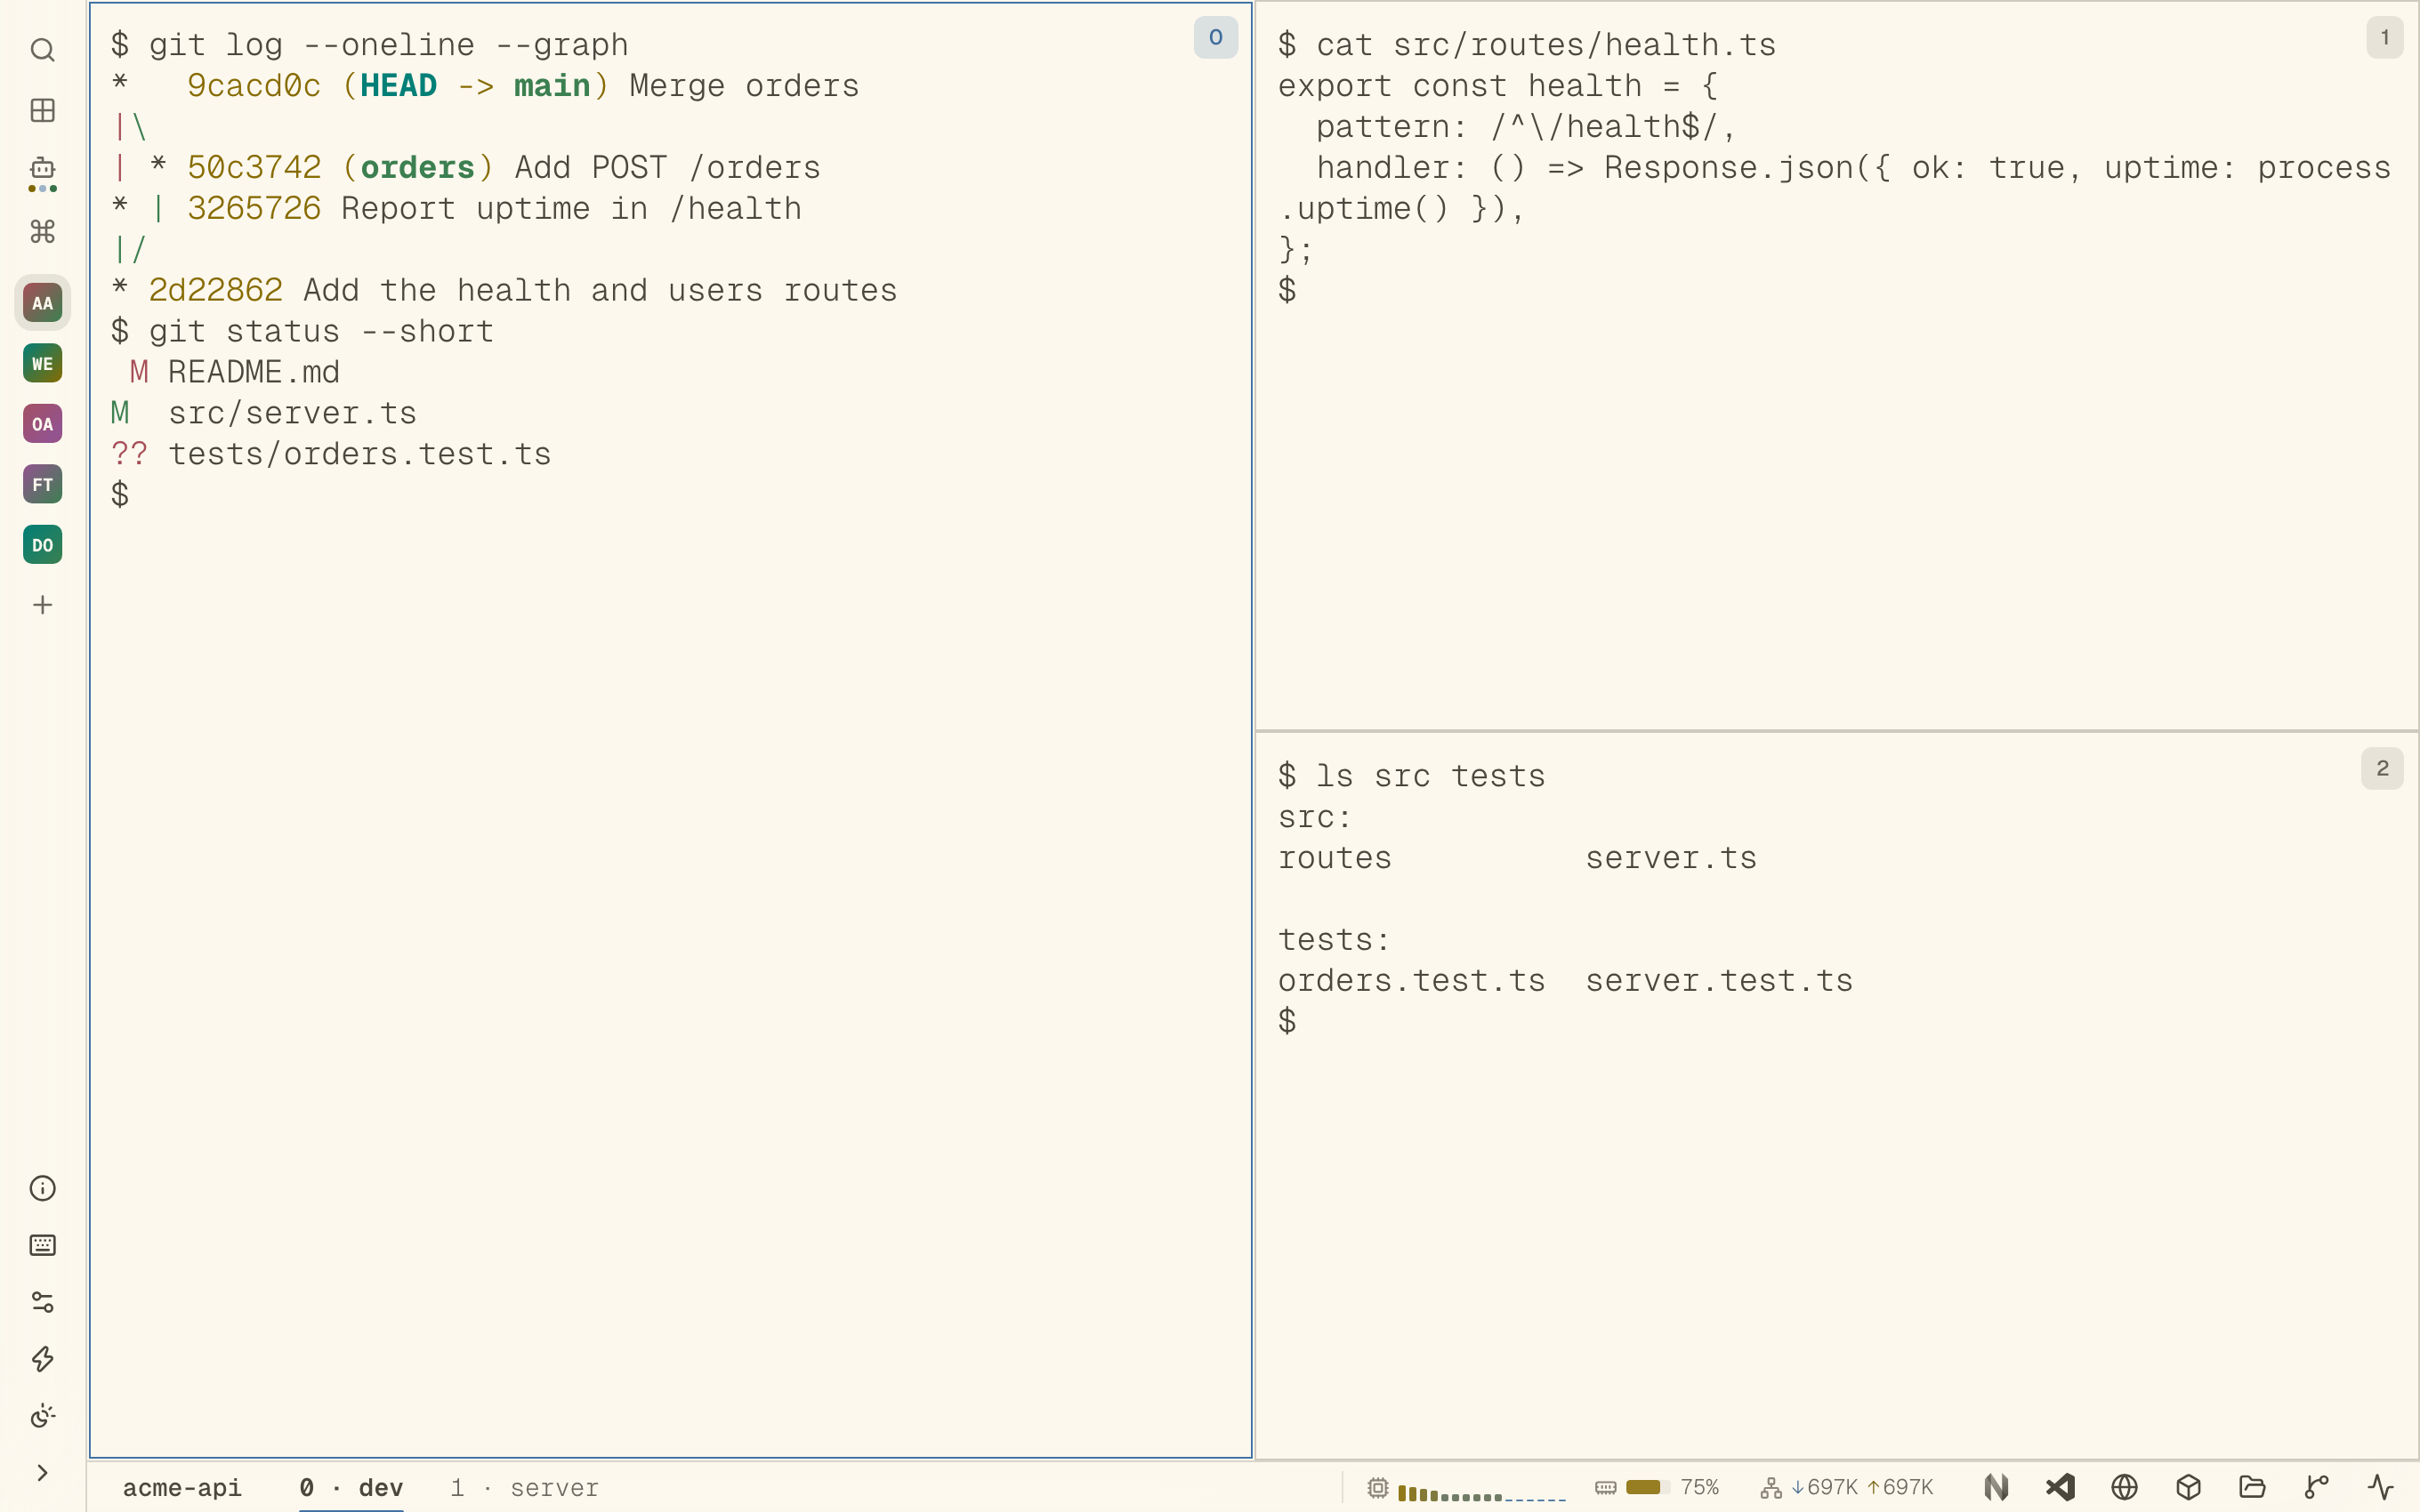 AA
WE
OA
FT
DO
0
$ git log --oneline --graph
*   9cacd0c (HEAD -> main) Merge orders
|\
| * 50c3742 (orders) Add POST /orders
* | 3265726 Report uptime in /health
|/
* 2d22862 Add the health and users routes
$ git status --short
 M README.md
M  src/server.ts
?? tests/orders.test.ts
$
1
$ cat src/routes/health.ts
export const health = {
  pattern: /^\/health$/,
  handler: () => Response.json({ ok: true, uptime: process
.uptime() }),
};
$
2
$ ls src tests
src:
routes          server.ts

tests:
orders.test.ts  server.test.ts
$
acme-api 0 · dev 1 · server 75% ↓697K ↑697K